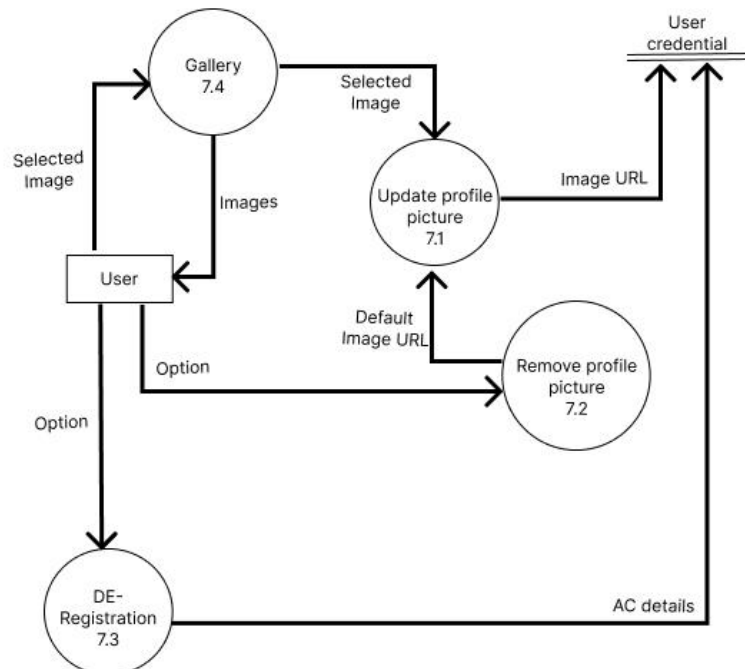 User
credential
Gallery
7.4
Selected
Image
Selected
Image
Images
Update profile
picture
7.1
Image URL
User
Default
Image URL
Option
Remove profile
picture
7.2
Option
DE-
Registration
7.3
AC details